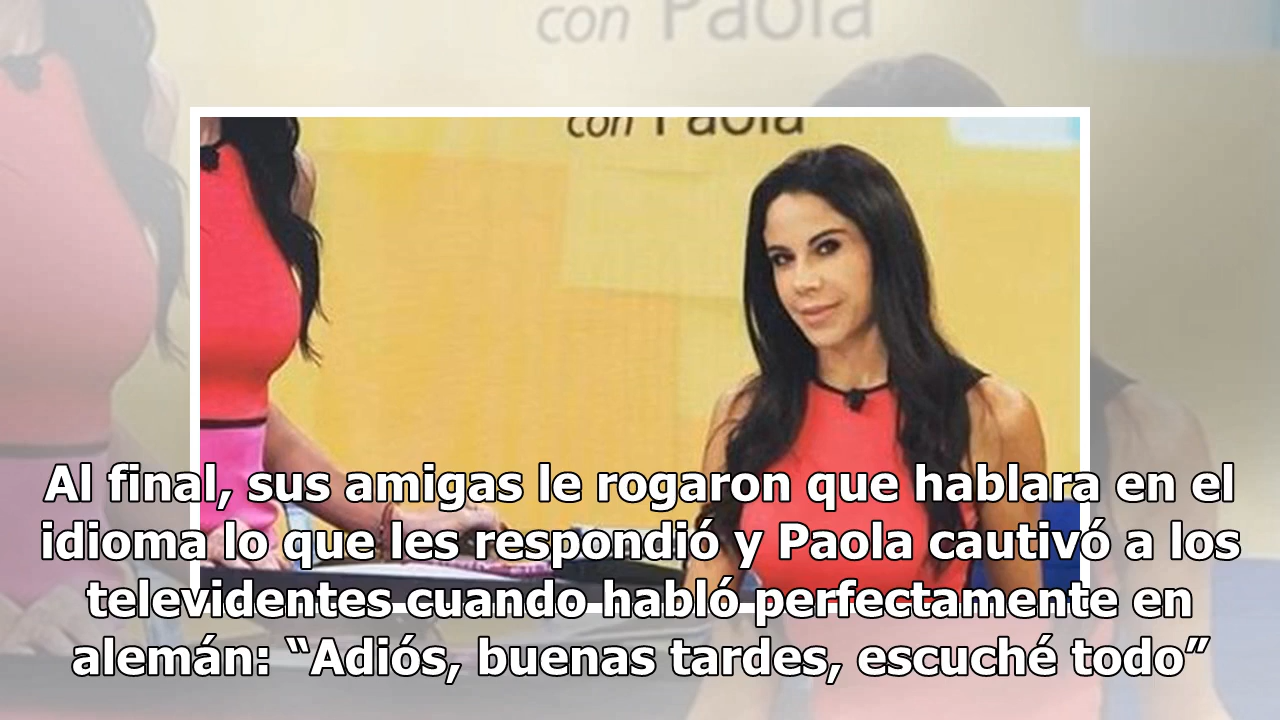 con Paola
con Paola
Al final, sus amigas le rogaron que hablara en el
idioma lo que les respondió y Paola cautivó a los
televidentes cuando habló perfectamente en
alemán: “Adiós, buenas tardes, escuché todo”